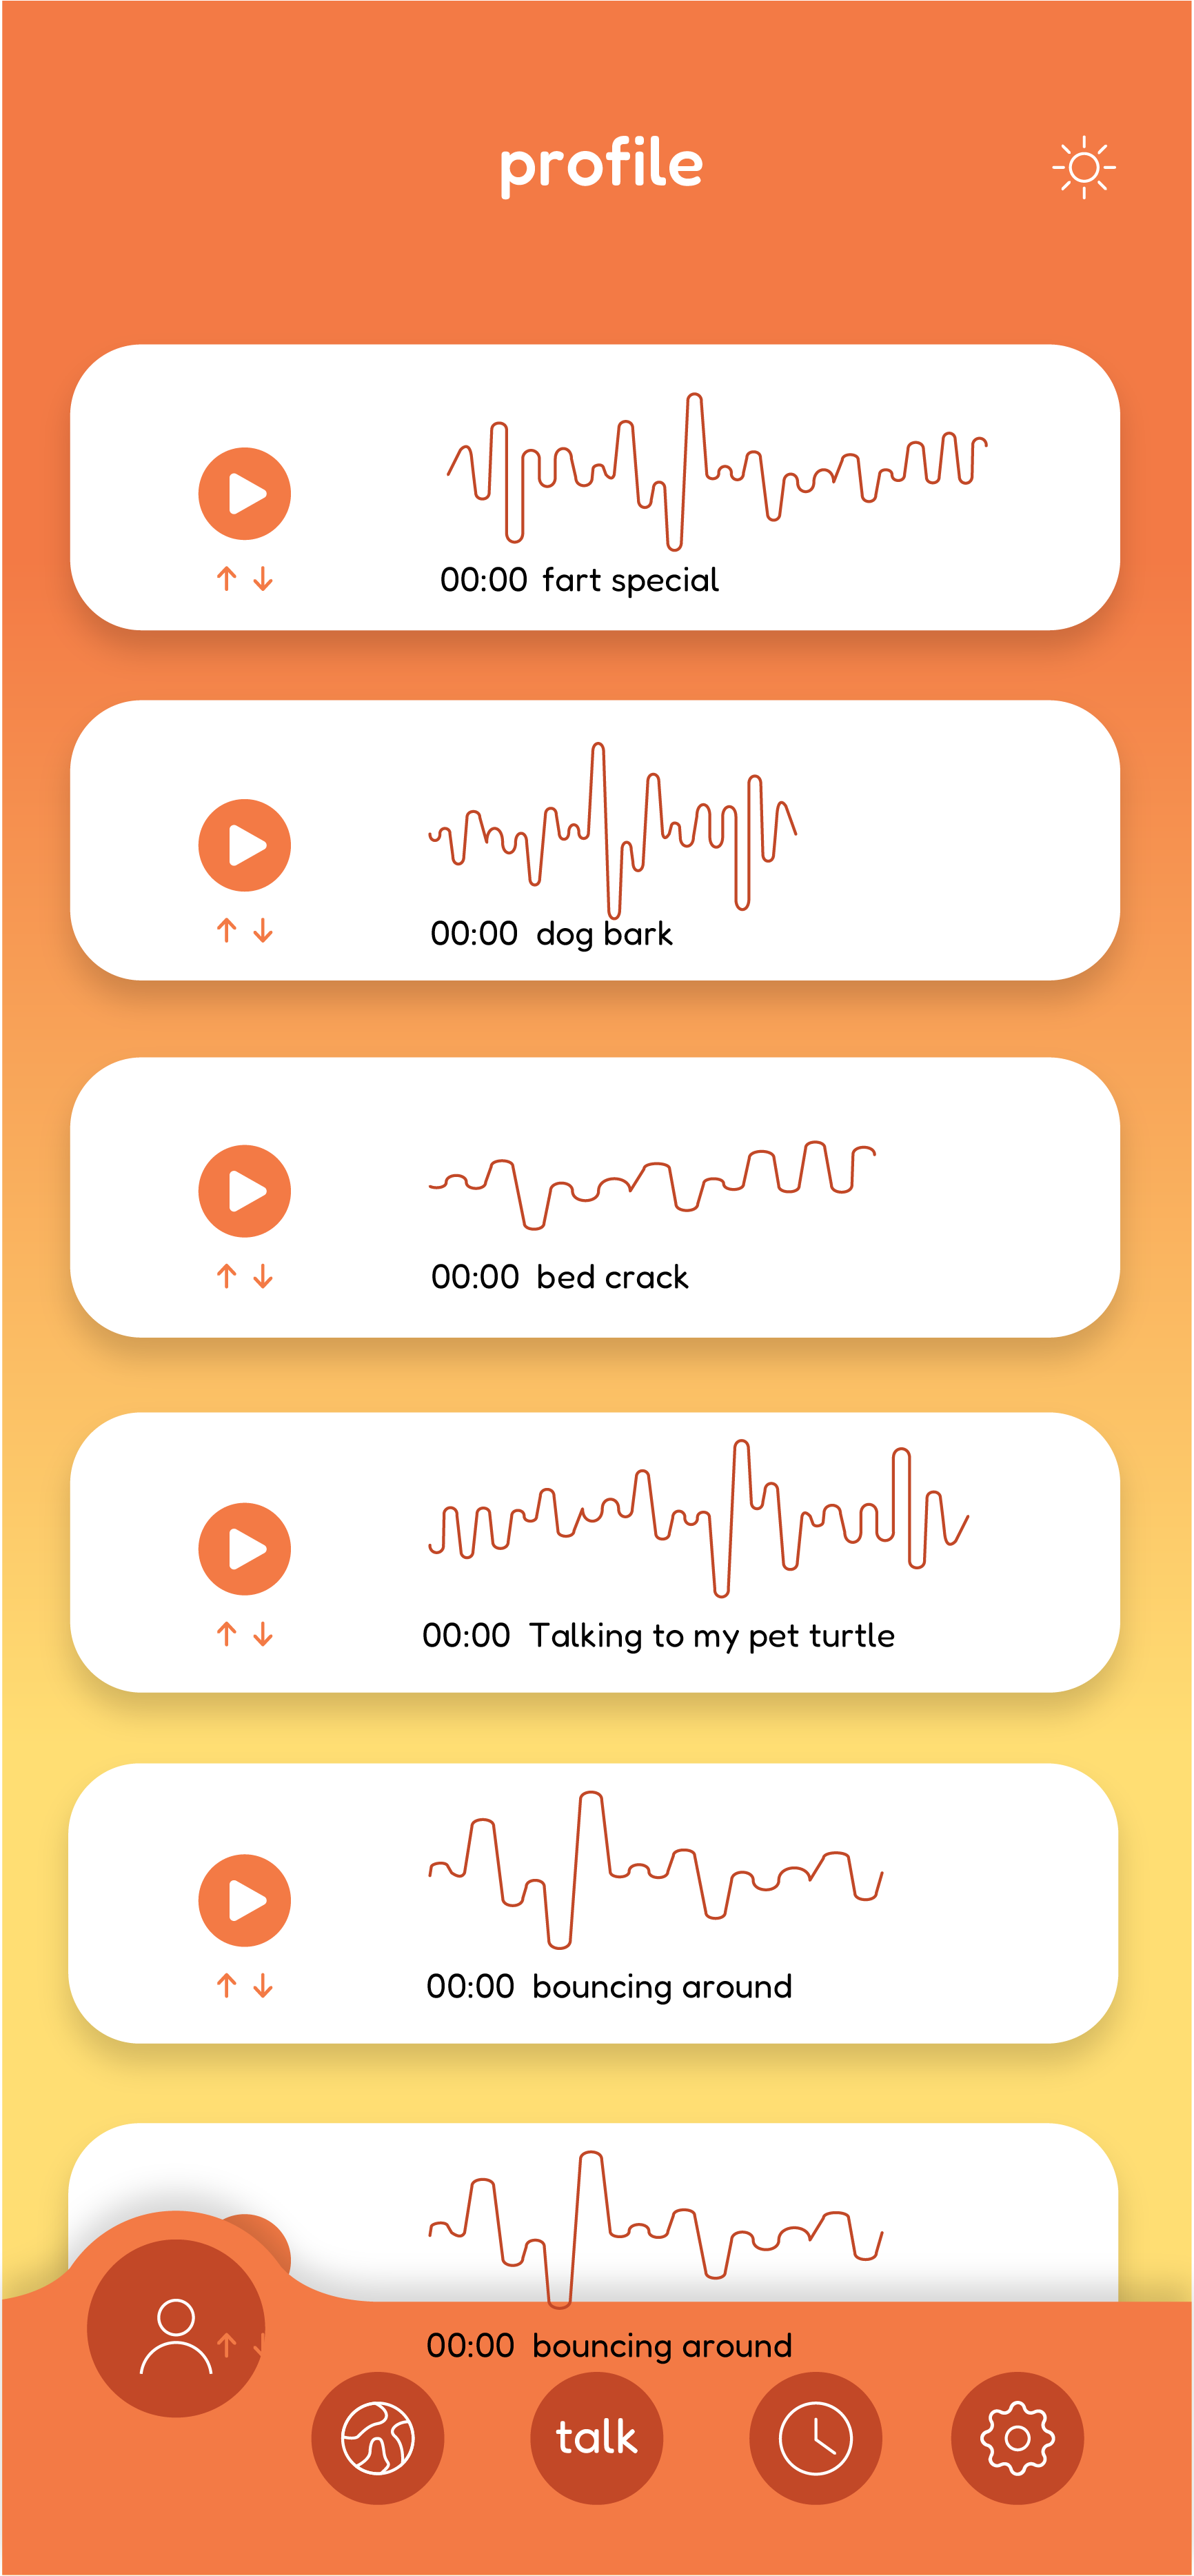 profile
00:00 fart special
00:00 dog bark
00:00 bed crack
00:00 Talking to my pet turtle
00:00 bouncing around
00:00 bouncing around
talk